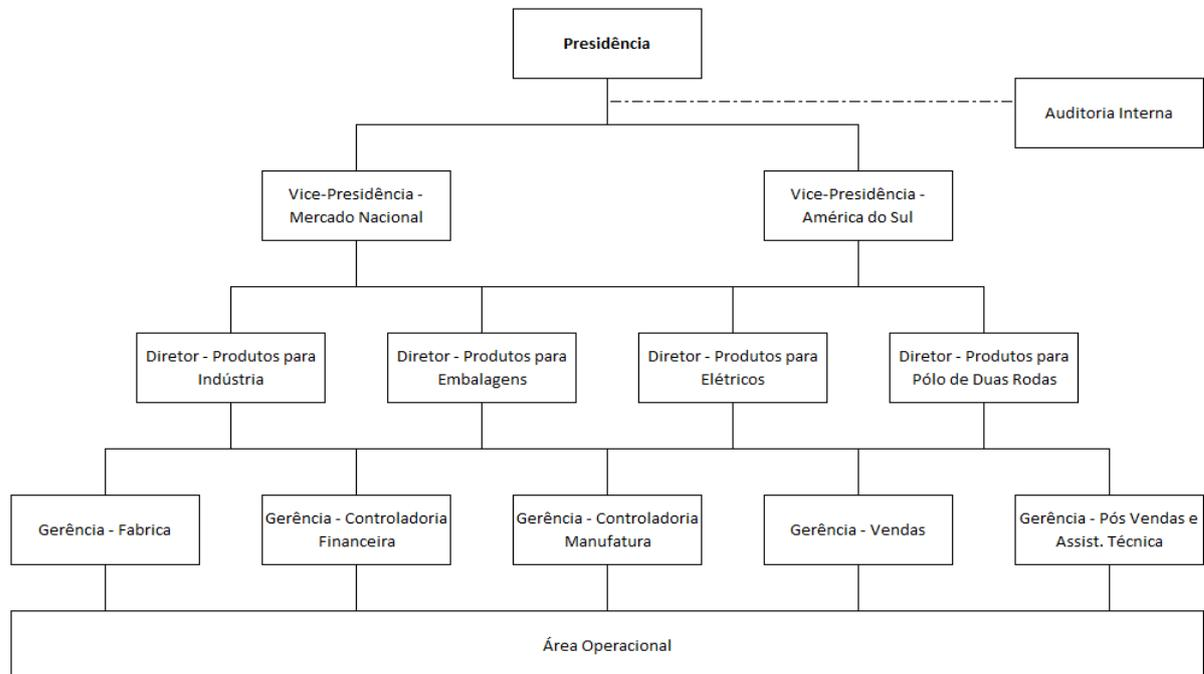 Presidência
Auditoria Interna
Vice-Presidência -
Mercado Nacional
Vice-Presidência -
América do Sul
Diretor - Produtos para
Indústria
Diretor - Produtos para
Embalagens
Diretor - Produtos para
Elétricos
Diretor - Produtos para
Pólo de Duas Rodas
Gerência - Fabrica
Gerência - Controladoria
Financeira
Gerência - Controladoria
Manufatura
Gerência - Vendas
Gerência - Pós Vendas e
Assist. Técnica
Área Operacional